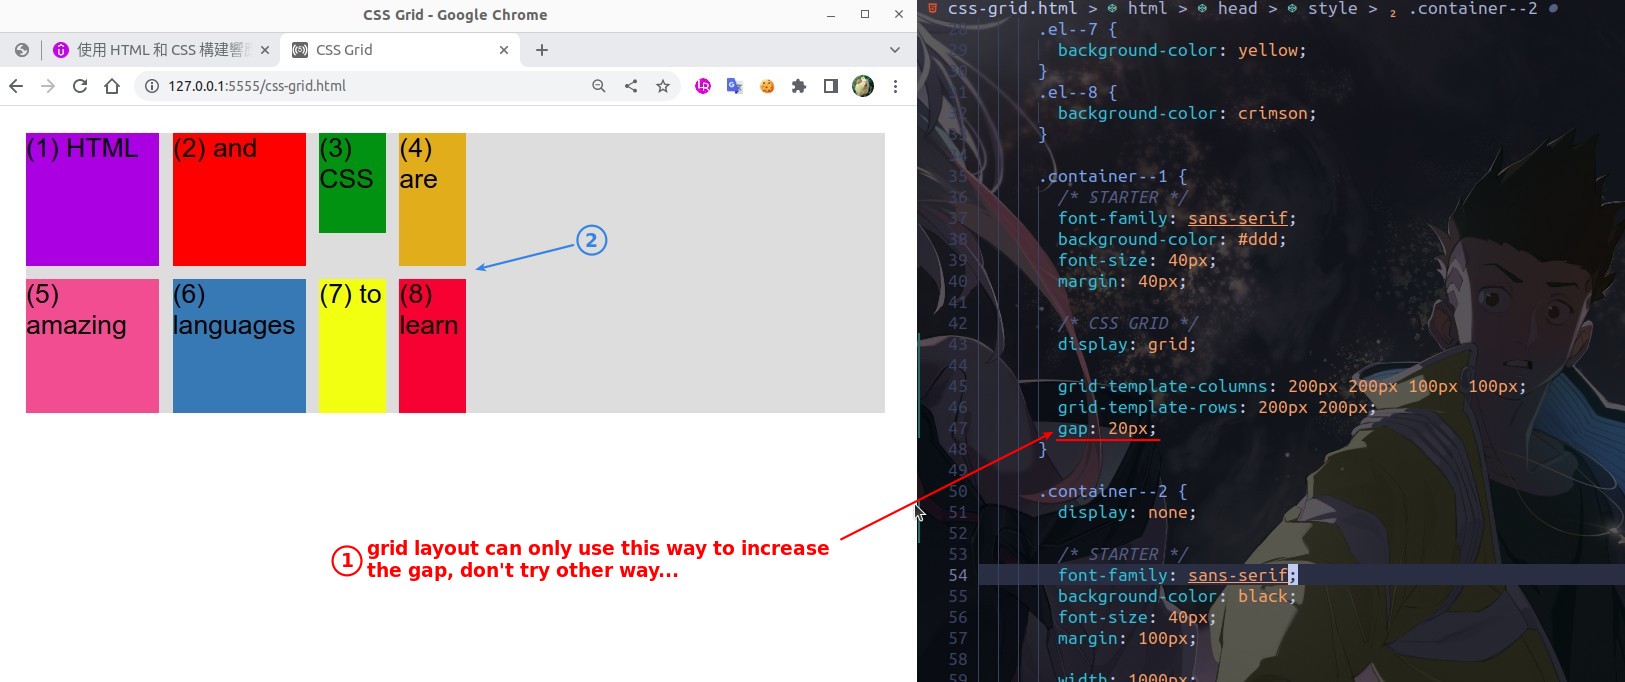 CSS Grid - Google Chrome
使用 HTML 和 CSS 構建響應
CSS Grid
127.0.0.1:5555/css-grid.html
(1) HTML
(2) and
(3)
CSS
(4)
are
(5)
amazing
(6)
languages
(7) to
(8)
learn
2
1
grid layout can only use this way to increase
the gap, don't try other way...
css-grid.html > html > head > style > 2 .container--2
28 .el--7 {
29 background-color: yellow;
30 }
31 .el--8 {
32 background-color: crimson;
33 }
34
35 .container--1 {
36 /* STARTER */
37 font-family: sans-serif;
38 background-color: #ddd;
39 font-size: 40px;
40 margin: 40px;
41
42 /* CSS GRID */
43 display: grid;
44
45 grid-template-columns: 200px 200px 100px 100px;
46 grid-template-rows: 200px 200px;
47 gap: 20px;
48 }
49
50 .container--2 {
51 display: none;
52
53 /* STARTER */
54 font-family: sans-serif;
55 background-color: black;
56 font-size: 40px;
57 margin: 100px;
58
59 width: 1000px;